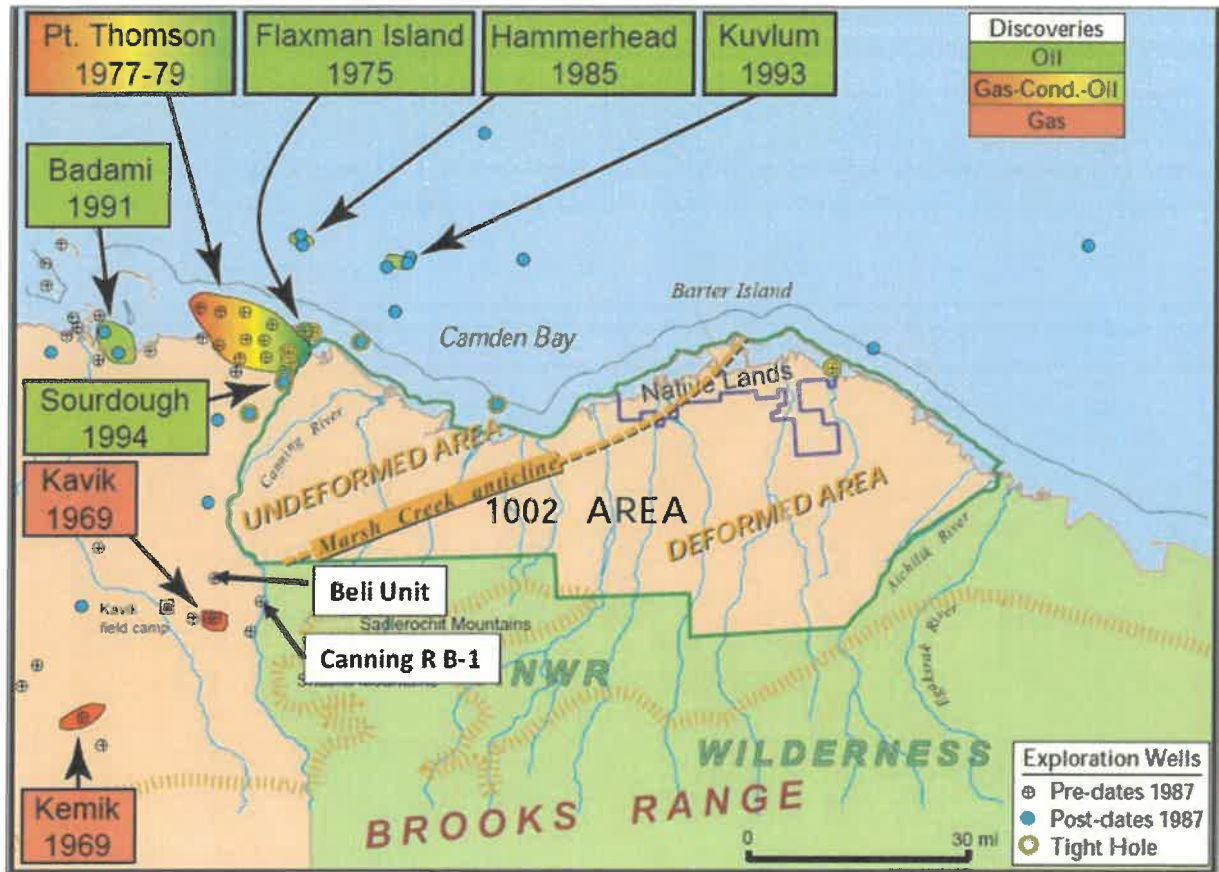 Pt. Thomson
1977-79
Flaxman Island
1975
Hammerhead
1985
Kuvlum
1993
Discoveries
Oil
Gas-Cond.-Oil
Gas
Badami
1991
Barter Island
Camden Bay
Native Lands
Sourdough
1994
Canning River
UNDEFORMED AREA
Marsh Creek anticline
1002 AREA
DEFORMED AREA
Kavik
1969
Aichilik River
Beli Unit
Kavik
field camp
Sadlerochit Mountains
Canning R B-1
NWR
River
WILDERNESS
BROOKS RANGE
Kemik
1969
0
30 mi
Exploration Wells
Pre-dates 1987
Post-dates 1987
Tight Hole